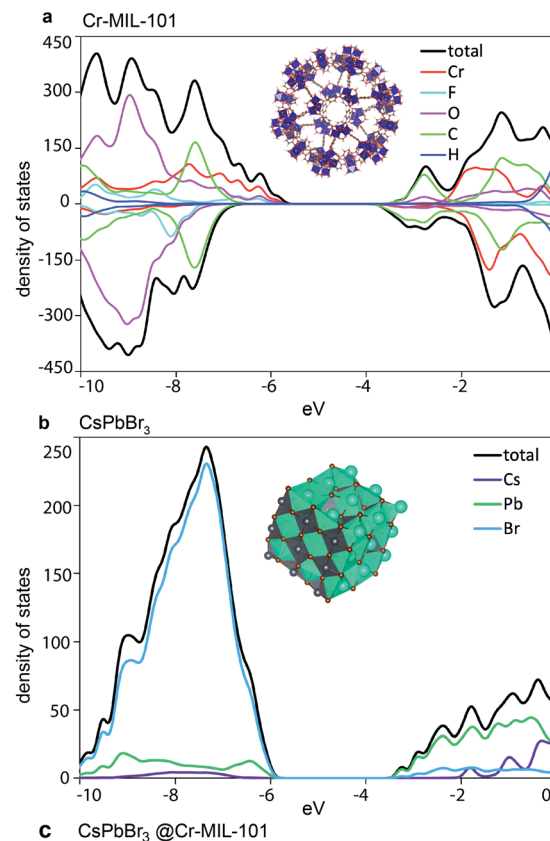 a Cr-MIL-101
450
300
150
0
-150
-300
-450
density of states
total
Cr
F
O
C
H
-10 -8 -6 -4 -2
eV
b CsPbBr3
250
200
150
100
50
0
density of states
total
Cs
Pb
Br
-10 -8 -6 -4 -2 0
eV
c CsPbBr3 @Cr-MIL-101